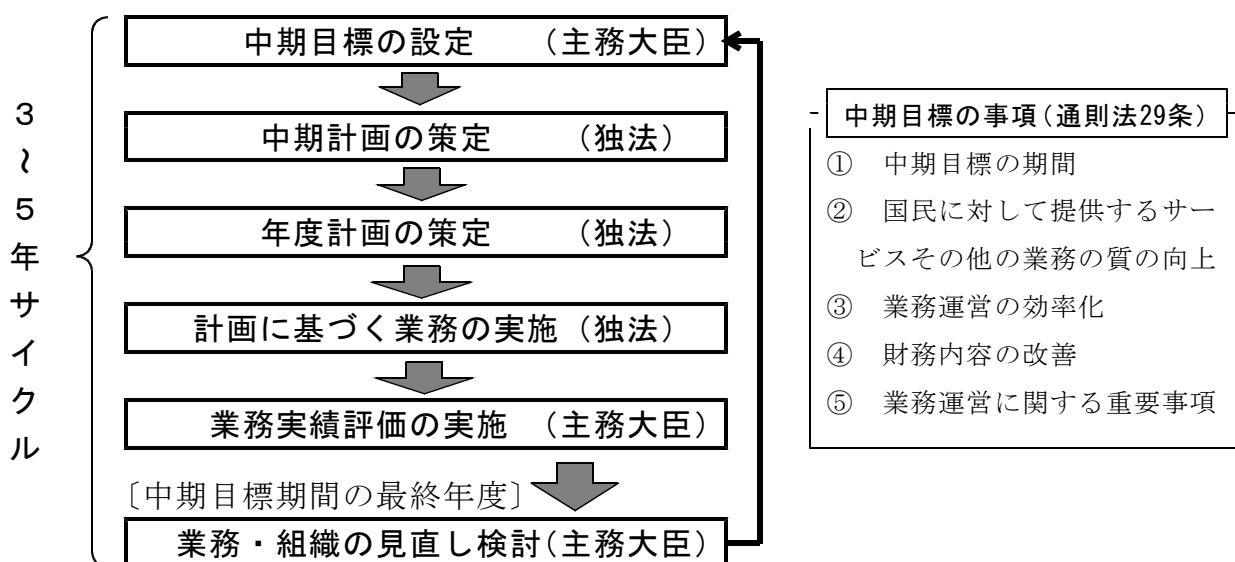 3~5年サイクル
中期目標の設定 (主務大臣)
中期計画の策定 (独法)
年度計画の策定 (独法)
計画に基づく業務の実施 (独法)
業務実績評価の実施 (主務大臣)
〔中期目標期間の最終年度〕
業務・組織の見直し検討(主務大臣)
中期目標の事項(通則法29条)
① 中期目標の期間
② 国民に対して提供するサー
ビスその他の業務の質の向上
③ 業務運営の効率化
④ 財務内容の改善
⑤ 業務運営に関する重要事項